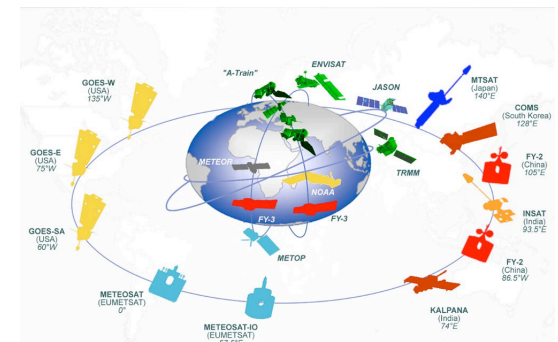 ENVISAT
"A-Train"
JASON
MTSAT
(Japan)
140°E
GOES-W
(USA)
135°W
COMS
(South Korea)
128°E
GOES-E
(USA)
75°W
METEOR
FY-2
(China)
105°E
TRMM
NOAA
INSAT
(India)
93.5°E
FY-3
FY-3
GOES-SA
(USA)
60°W
METOP
FY-2
(China)
86.5°W
METEOSAT
(EUMETSAT)
0°
KALPANA
(India)
74°E
METEOSAT-IO
(EUMETSAT)